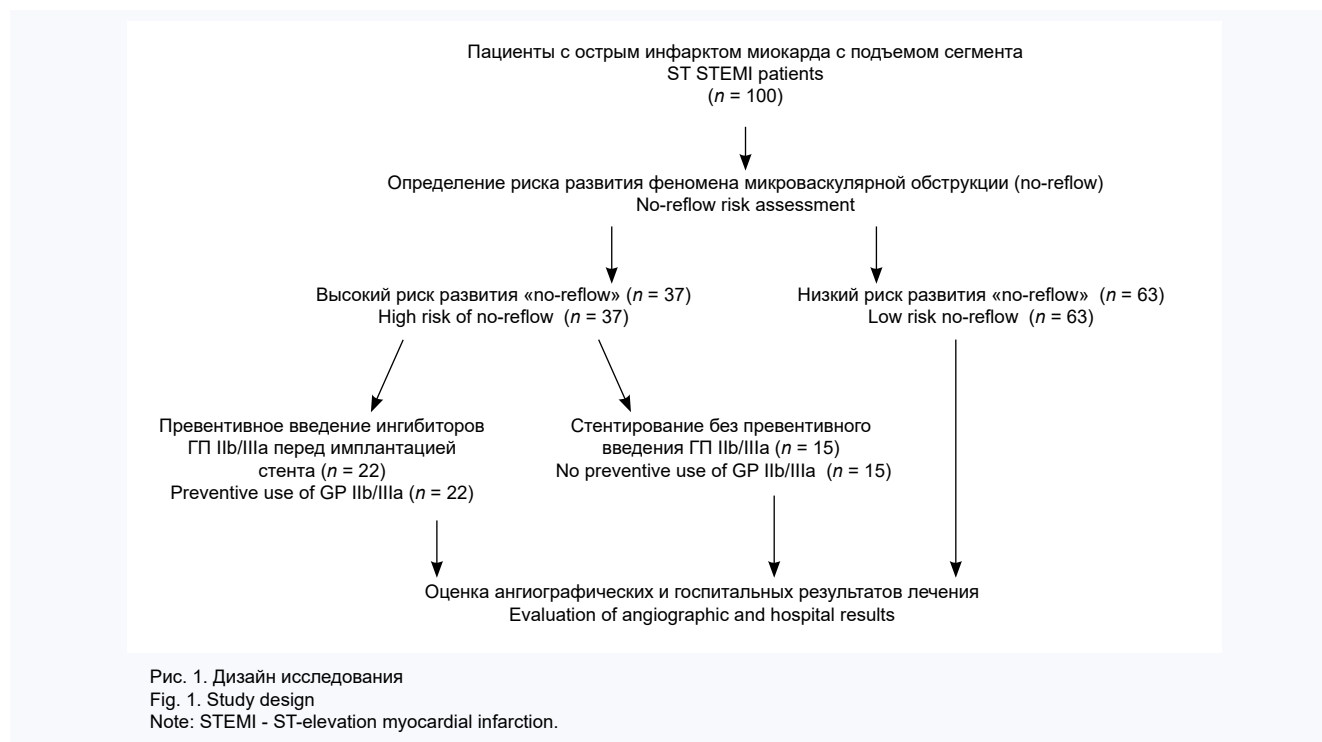 Пациенты с острым инфарктом миокарда с подъемом сегмента
ST STEMI patients
(n = 100)
Определение риска развития феномена микроваскулярной обструкции (no-reflow)
No-reflow risk assessment
Высокий риск развития «no-reflow» (n = 37)
High risk of no-reflow (n = 37)
Низкий риск развития «no-reflow» (n = 63)
Low risk no-reflow (n = 63)
Превентивное введение ингибиторов
ГП IIb/IIIa перед имплантацией
стента (n = 22)
Preventive use of GP IIb/IIIa (n = 22)
Стентирование без превентивного
введения ГП IIb/IIIa (n = 15)
No preventive use of GP IIb/IIIa (n = 15)
Оценка ангиографических и госпитальных результатов лечения
Evaluation of angiographic and hospital results
Рис. 1. Дизайн исследования
Fig. 1. Study design
Note: STEMI - ST-elevation myocardial infarction.